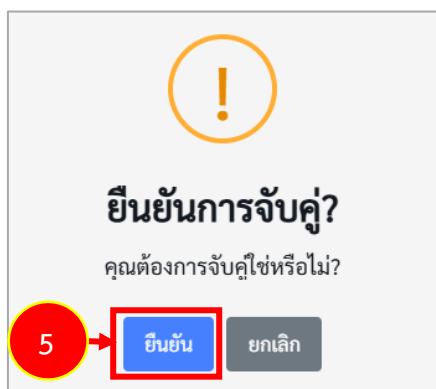 !
ยืนยันการจับคู่?
คุณต้องการจับคู่ใช่หรือไม่?
5 ยืนยัน ยกเลิก